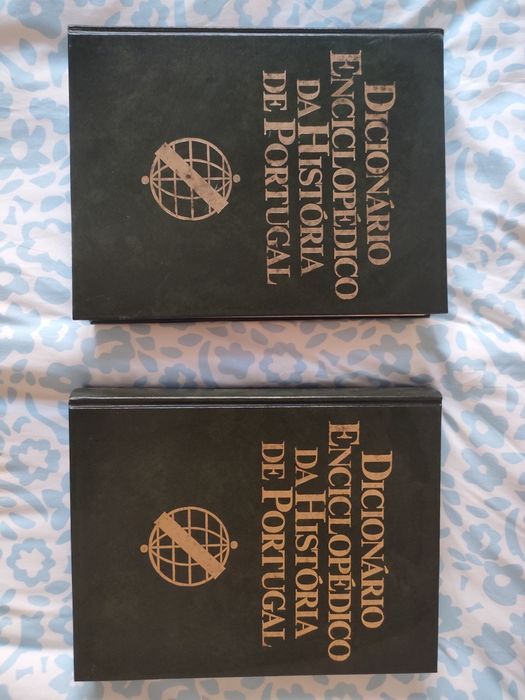 DICIONÁRIO
ENCICLOPÉDICO
DA HISTÓRIA
DE PORTUGAL
DICIONÁRIO
ENCICLOPÉDICO
DA HISTÓRIA
DE PORTUGAL